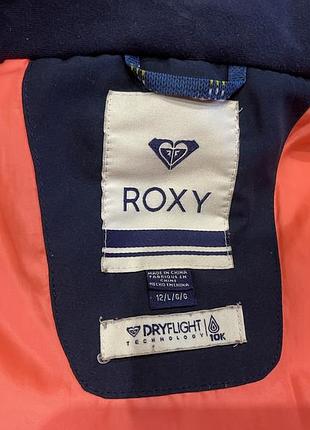 ROXY
MADE IN CHINA
FABRIQUÉ EN
CHINE
HECHO EN CHINA
12/L/G/G
DRYFLIGHT
TECHNOLOGY
10K